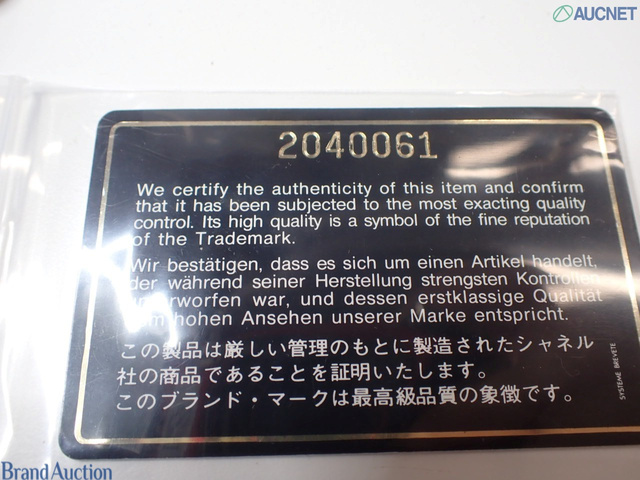 AUCNET
2040061
We certify the authenticity of this item and confirm
that it has been subjected to the most exacting quality
control. Its high quality is a symbol of the fine reputation
of the Trademark.
Wir bestätigen, dass es sich um einen Artikel handelt,
der während seiner Herstellung strengsten Kontrollen
unterworfen war, und dessen erstklassige Qualität
dem hohen Ansehen unserer Marke entspricht.
この製品は厳しい管理のもとに製造されたシャネル
社の商品であることを証明いたします。
このブランド・マークは最高級品質の象徴です。
SYSTEME BREVETE
Brand Auction